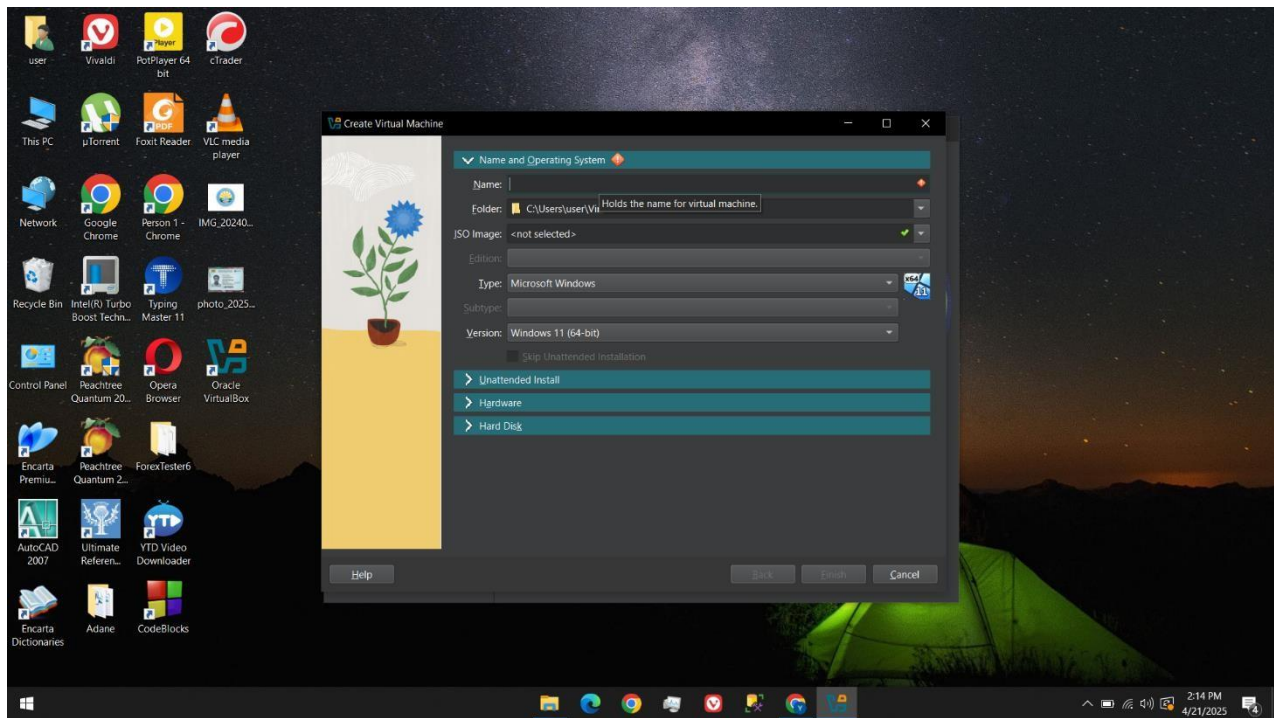 user
Vivaldi
PotPlayer 64
bit
cTrader
This PC
µTorrent
Foxit Reader
VLC media
player
Network
Google
Chrome
Person 1 -
Chrome
IMG_20240...
Recycle Bin
Intel(R) Turbo
Boost Techn...
Typing
Master 11
photo_2025...
Control Panel
Peachtree
Quantum 20...
Opera
Browser
Oracle
VirtualBox
Encarta
Premiu...
Peachtree
Quantum 2...
ForexTester6
AutoCAD
2007
Ultimate
Referen...
YTD Video
Downloader
Encarta
Dictionaries
Adane
CodeBlocks
Create Virtual Machine
Name and Operating System
Name:
Holds the name for virtual machine.
Folder: C:\Users\user\Vi
ISO Image: <not selected>
Edition:
Type: Microsoft Windows
Subtype:
Version: Windows 11 (64-bit)
Skip Unattended Installation
Unattended Install
Hardware
Hard Disk
Help
Back
Finish
Cancel
2:14 PM
4/21/2025
4